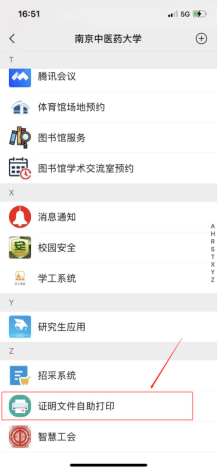 16:51
5G
南京中医药大学
T
腾讯会议
体育馆场地预约
图书馆服务
图书馆学术交流室预约
X
消息通知
校园安全
学工系统
Y
研究生应用
Z
招采系统
证明文件自助打印
智慧工会
A
H
R
S
T
X
Y
Z